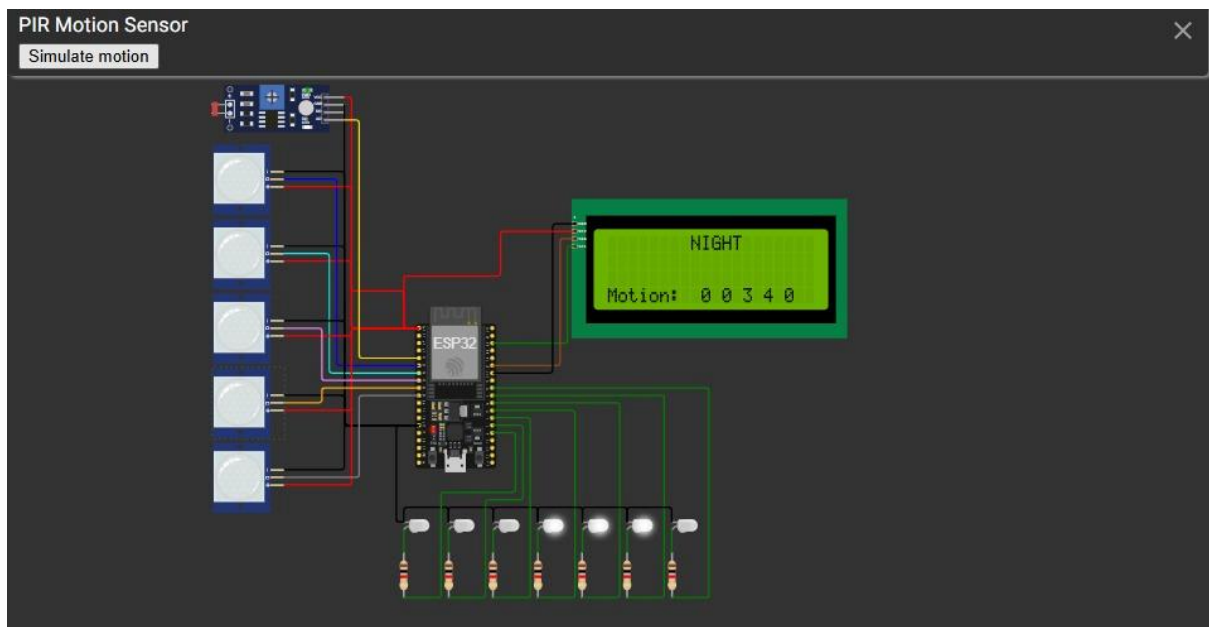 PIR Motion Sensor
Simulate motion
NIGHT
Motion: 0 0 3 4 0
ESP32